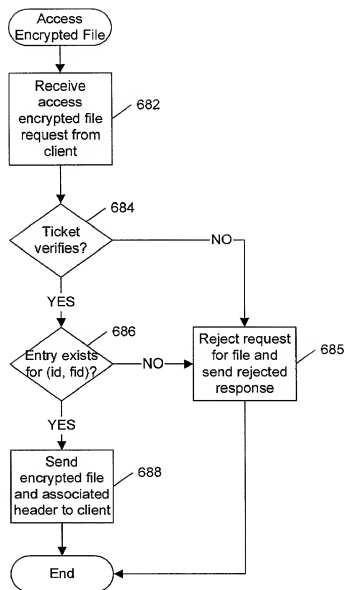 Access
Encrypted File
Receive
access
encrypted file
request from
client
682
Ticket
verifies?
684
NO
YES
Entry exists
for (id, fid)?
686
NO
Reject request
for file and
send rejected
response
685
YES
Send
encrypted file
and associated
header to client
688
End